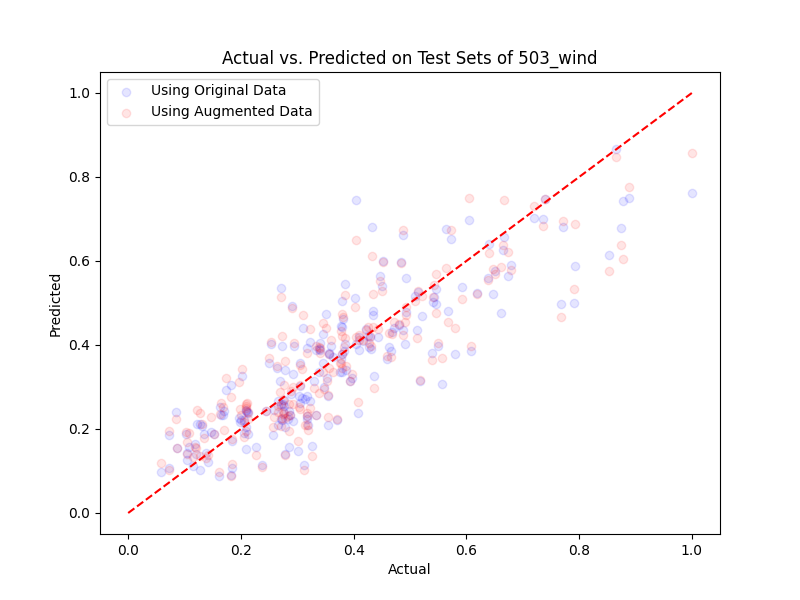 Actual vs. Predicted on Test Sets of 503_wind
Using Original Data
Using Augmented Data
1.0
0.8
0.6
0.4
0.2
0.0
Predicted
0.0 0.2 0.4 0.6 0.8 1.0
Actual